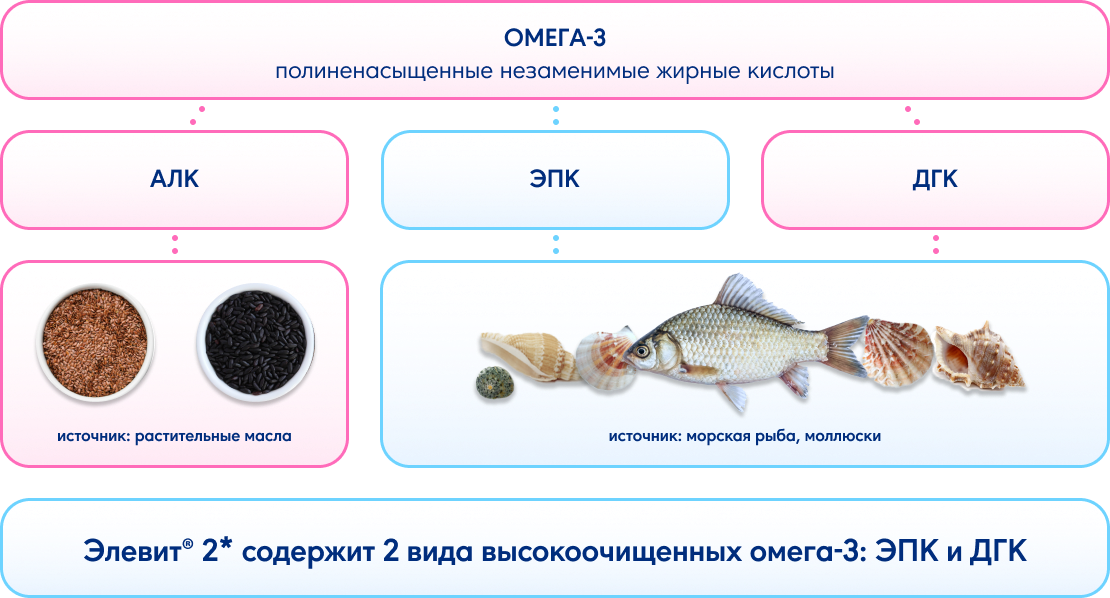 ОМЕГА-3
полиненасыщенные незаменимые жирные кислоты
АЛК
ЭПК
ДГК
источник: растительные масла
источник: морская рыба, моллюски
Элевит® 2* содержит 2 вида высокоочищенных омега-3: ЭПК и ДГК